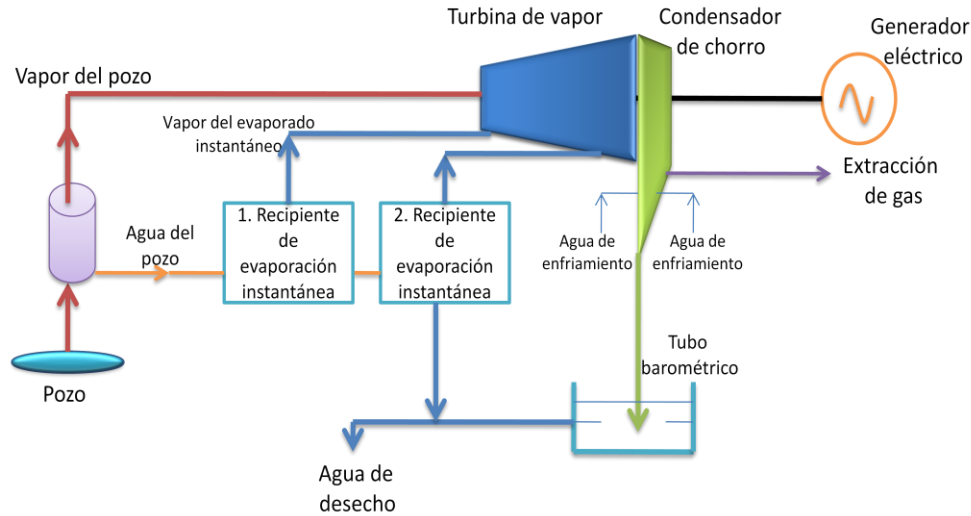 Turbina de vapor
Condensador
de chorro
Generador
eléctrico
Vapor del pozo
Vapor del evaporado
instantáneo
Extracción
de gas
1. Recipiente
de
evaporación
instantánea
2. Recipiente
de
evaporación
instantánea
Agua del
pozo
Agua de
enfriamiento
Agua de
enfriamiento
Tubo
barométrico
Pozo
Agua de
desecho